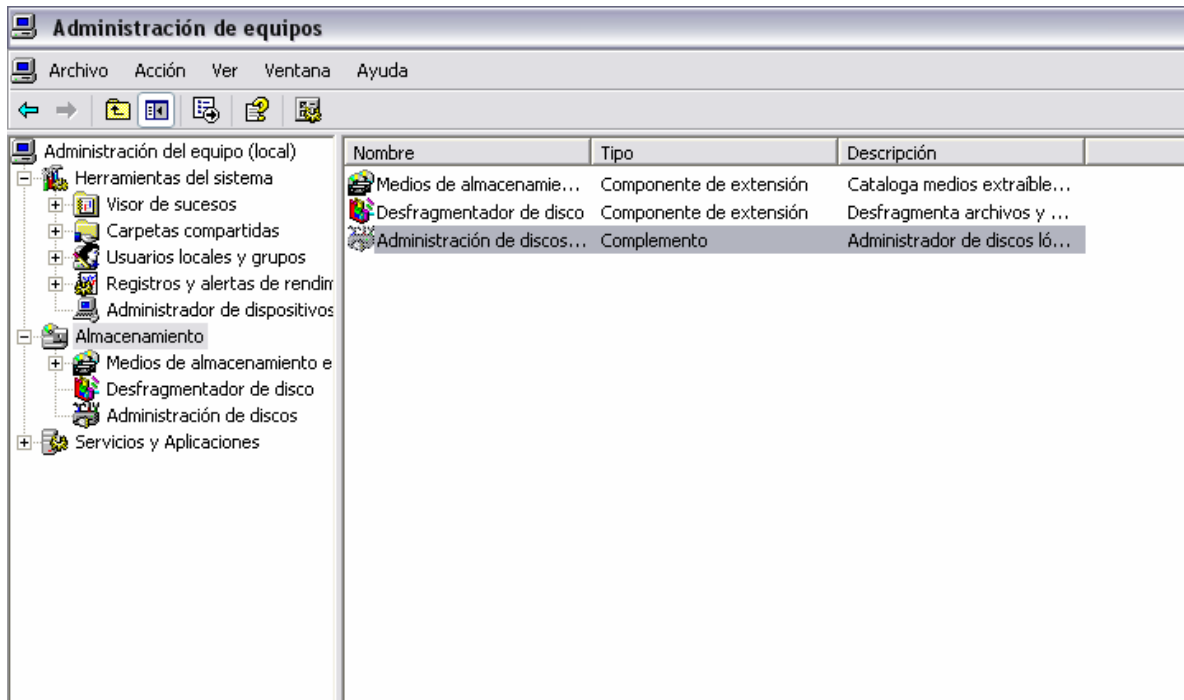 Administración de equipos
Archivo Acción Ver Ventana Ayuda
Administración del equipo (local)
Herramientas del sistema
Visor de sucesos
Carpetas compartidas
Usuarios locales y grupos
Registros y alertas de rendim
Administrador de dispositivos
Almacenamiento
Medios de almacenamiento e
Desfragmentador de disco
Administración de discos
Servicios y Aplicaciones
Nombre Tipo Descripción
Medios de almacenamie... Componente de extensión Cataloga medios extraíble...
Desfragmentador de disco Componente de extensión Desfragmenta archivos y ...
Administración de discos... Complemento Administrador de discos ló...